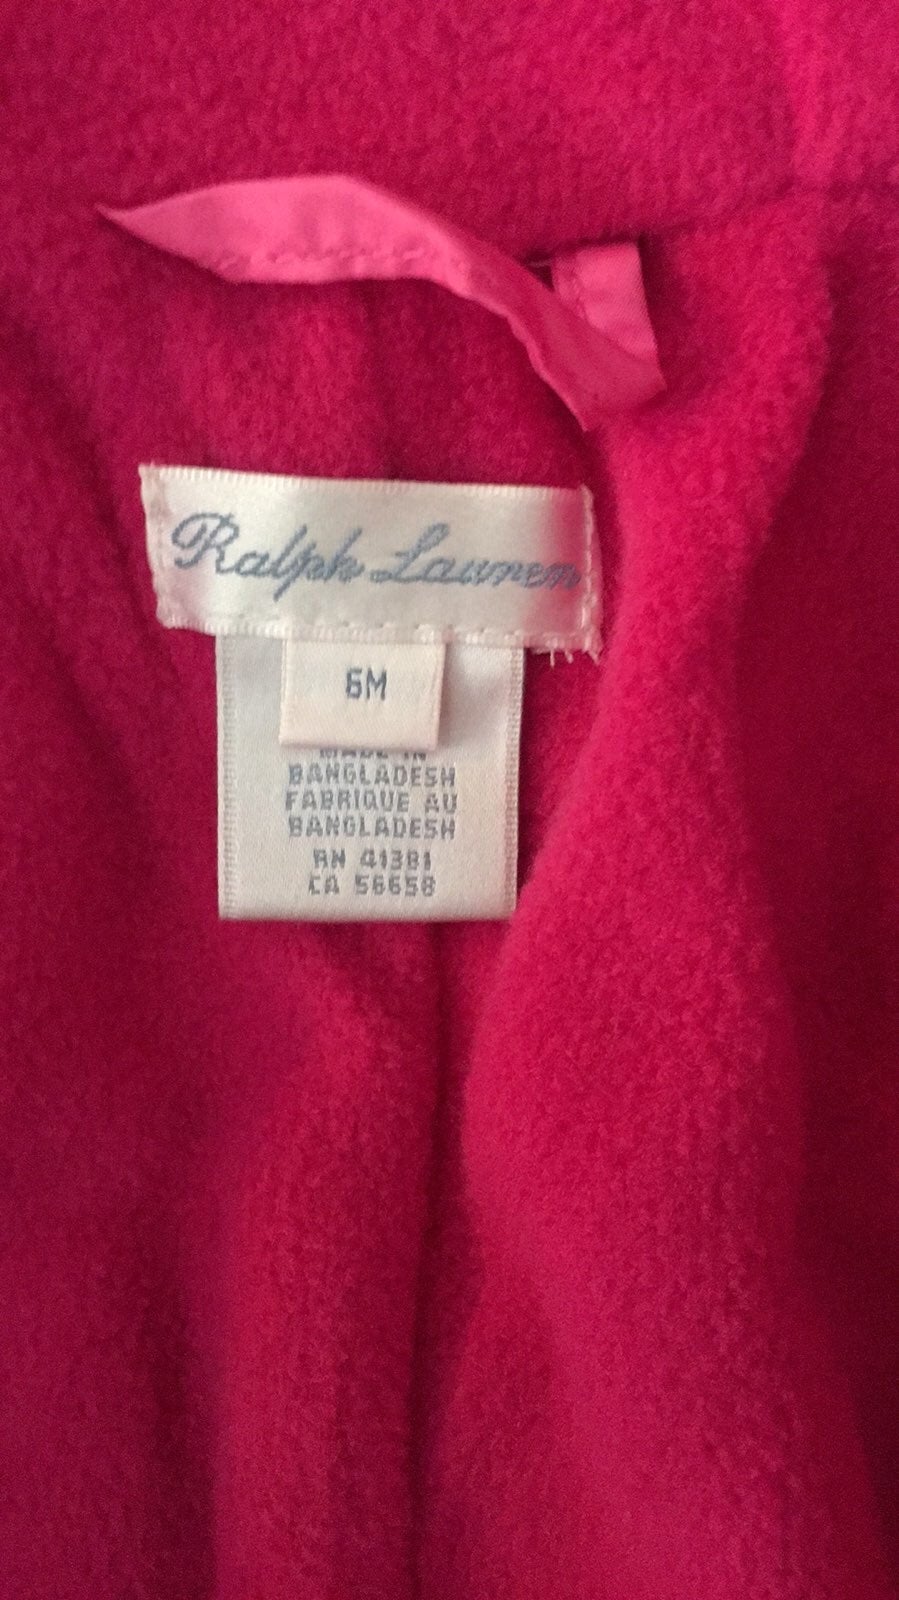 Ralph Lauren
6M
MADE IN
BANGLADESH
FABRIQUE AU
BANGLADESH
RN 41381
CA 56658